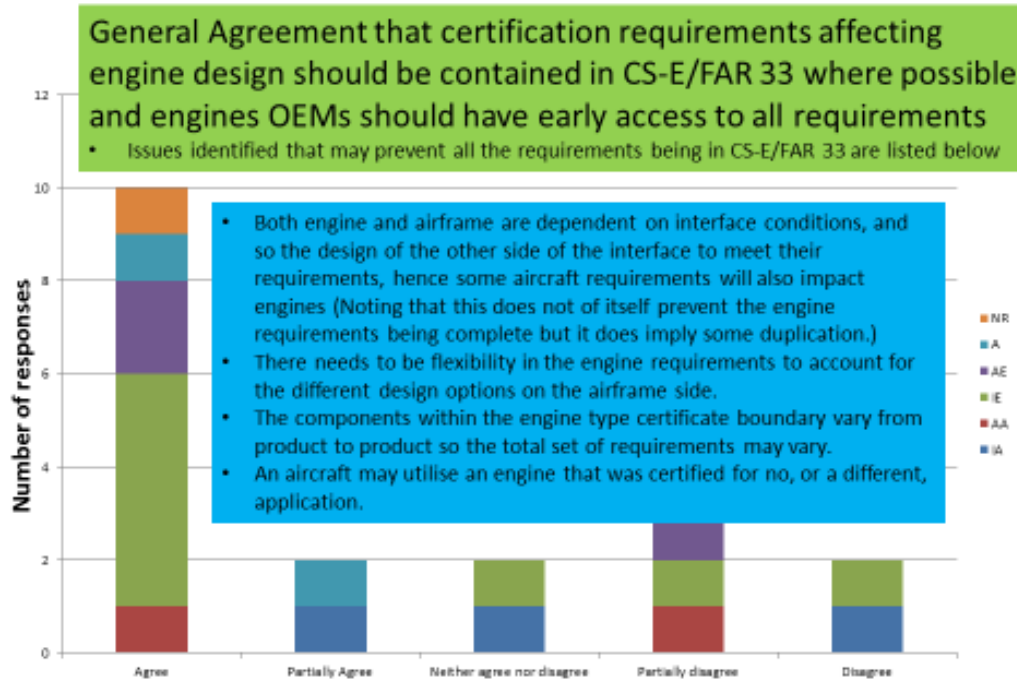 General Agreement that certification requirements affecting
engine design should be contained in CS-E/FAR 33 where possible
and engines OEMs should have early access to all requirements
• Issues identified that may prevent all the requirements being in CS-E/FAR 33 are listed below
12
10
8
6
4
2
0
Number of responses
• Both engine and airframe are dependent on interface conditions, and
so the design of the other side of the interface to meet their
requirements, hence some aircraft requirements will also impact
engines (Noting that this does not of itself prevent the engine
requirements being complete but it does imply some duplication.)
• There needs to be flexibility in the engine requirements to account for
the different design options on the airframe side.
• The components within the engine type certificate boundary vary from
product to product so the total set of requirements may vary.
• An aircraft may utilise an engine that was certified for no, or a different,
application.
NR
A
AE
IE
AA
IA
Agree
Partially Agree
Neither agree nor disagree
Partially disagree
Disagree